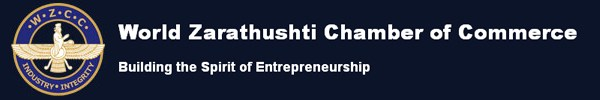 W.Z.C.C
INDUSTRY • INTEGRITY
World Zarathushti Chamber of Commerce
Building the Spirit of Entrepreneurship